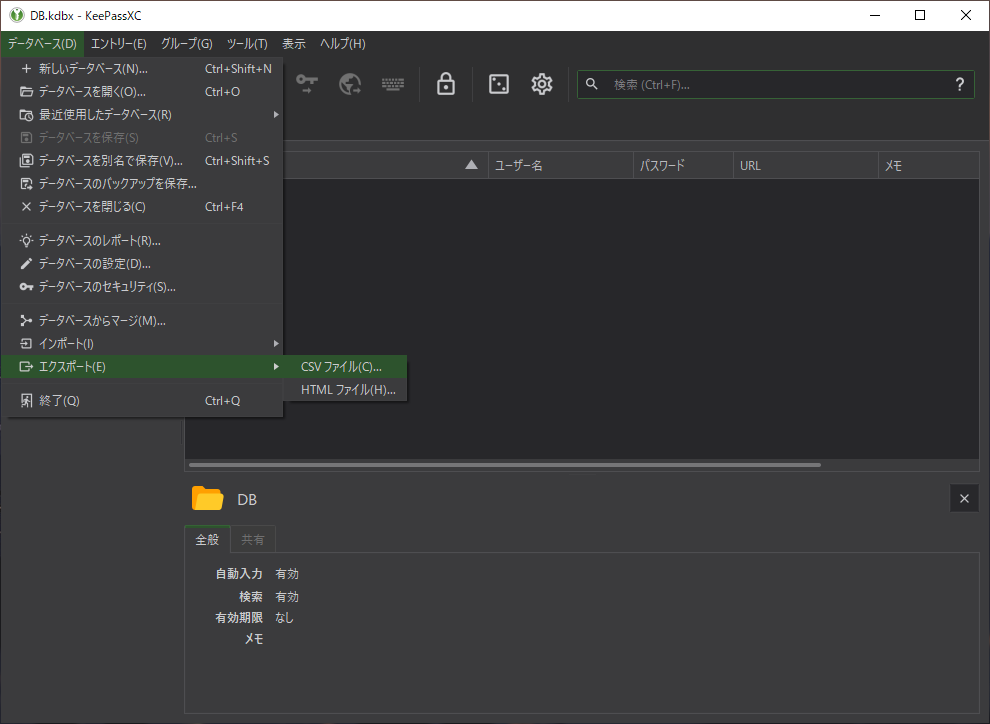 DB.kdbx - KeePassXC
データベース(D) エントリー(E) グループ(G) ツール(T) 表示 ヘルプ(H)
新しいデータベース(N)... Ctrl+Shift+N
データベースを開く(O)... Ctrl+O
最近使用したデータベース(R)
データベースを保存(S) Ctrl+S
データベースを別名で保存(V)... Ctrl+Shift+S
データベースのバックアップを保存...
データベースを閉じる(C) Ctrl+F4
データベースのレポート(R)...
データベースの設定(D)...
データベースのセキュリティ(S)...
データベースからマージ(M)...
インポート(I)
エクスポート(E)
終了(Q) Ctrl+Q
CSV ファイル(C)...
HTML ファイル(H)...
検索 (Ctrl+F)... ?
ユーザー名 パスワード URL メモ
DB
全般 共有
自動入力 有効
検索 有効
有効期限 なし
メモ